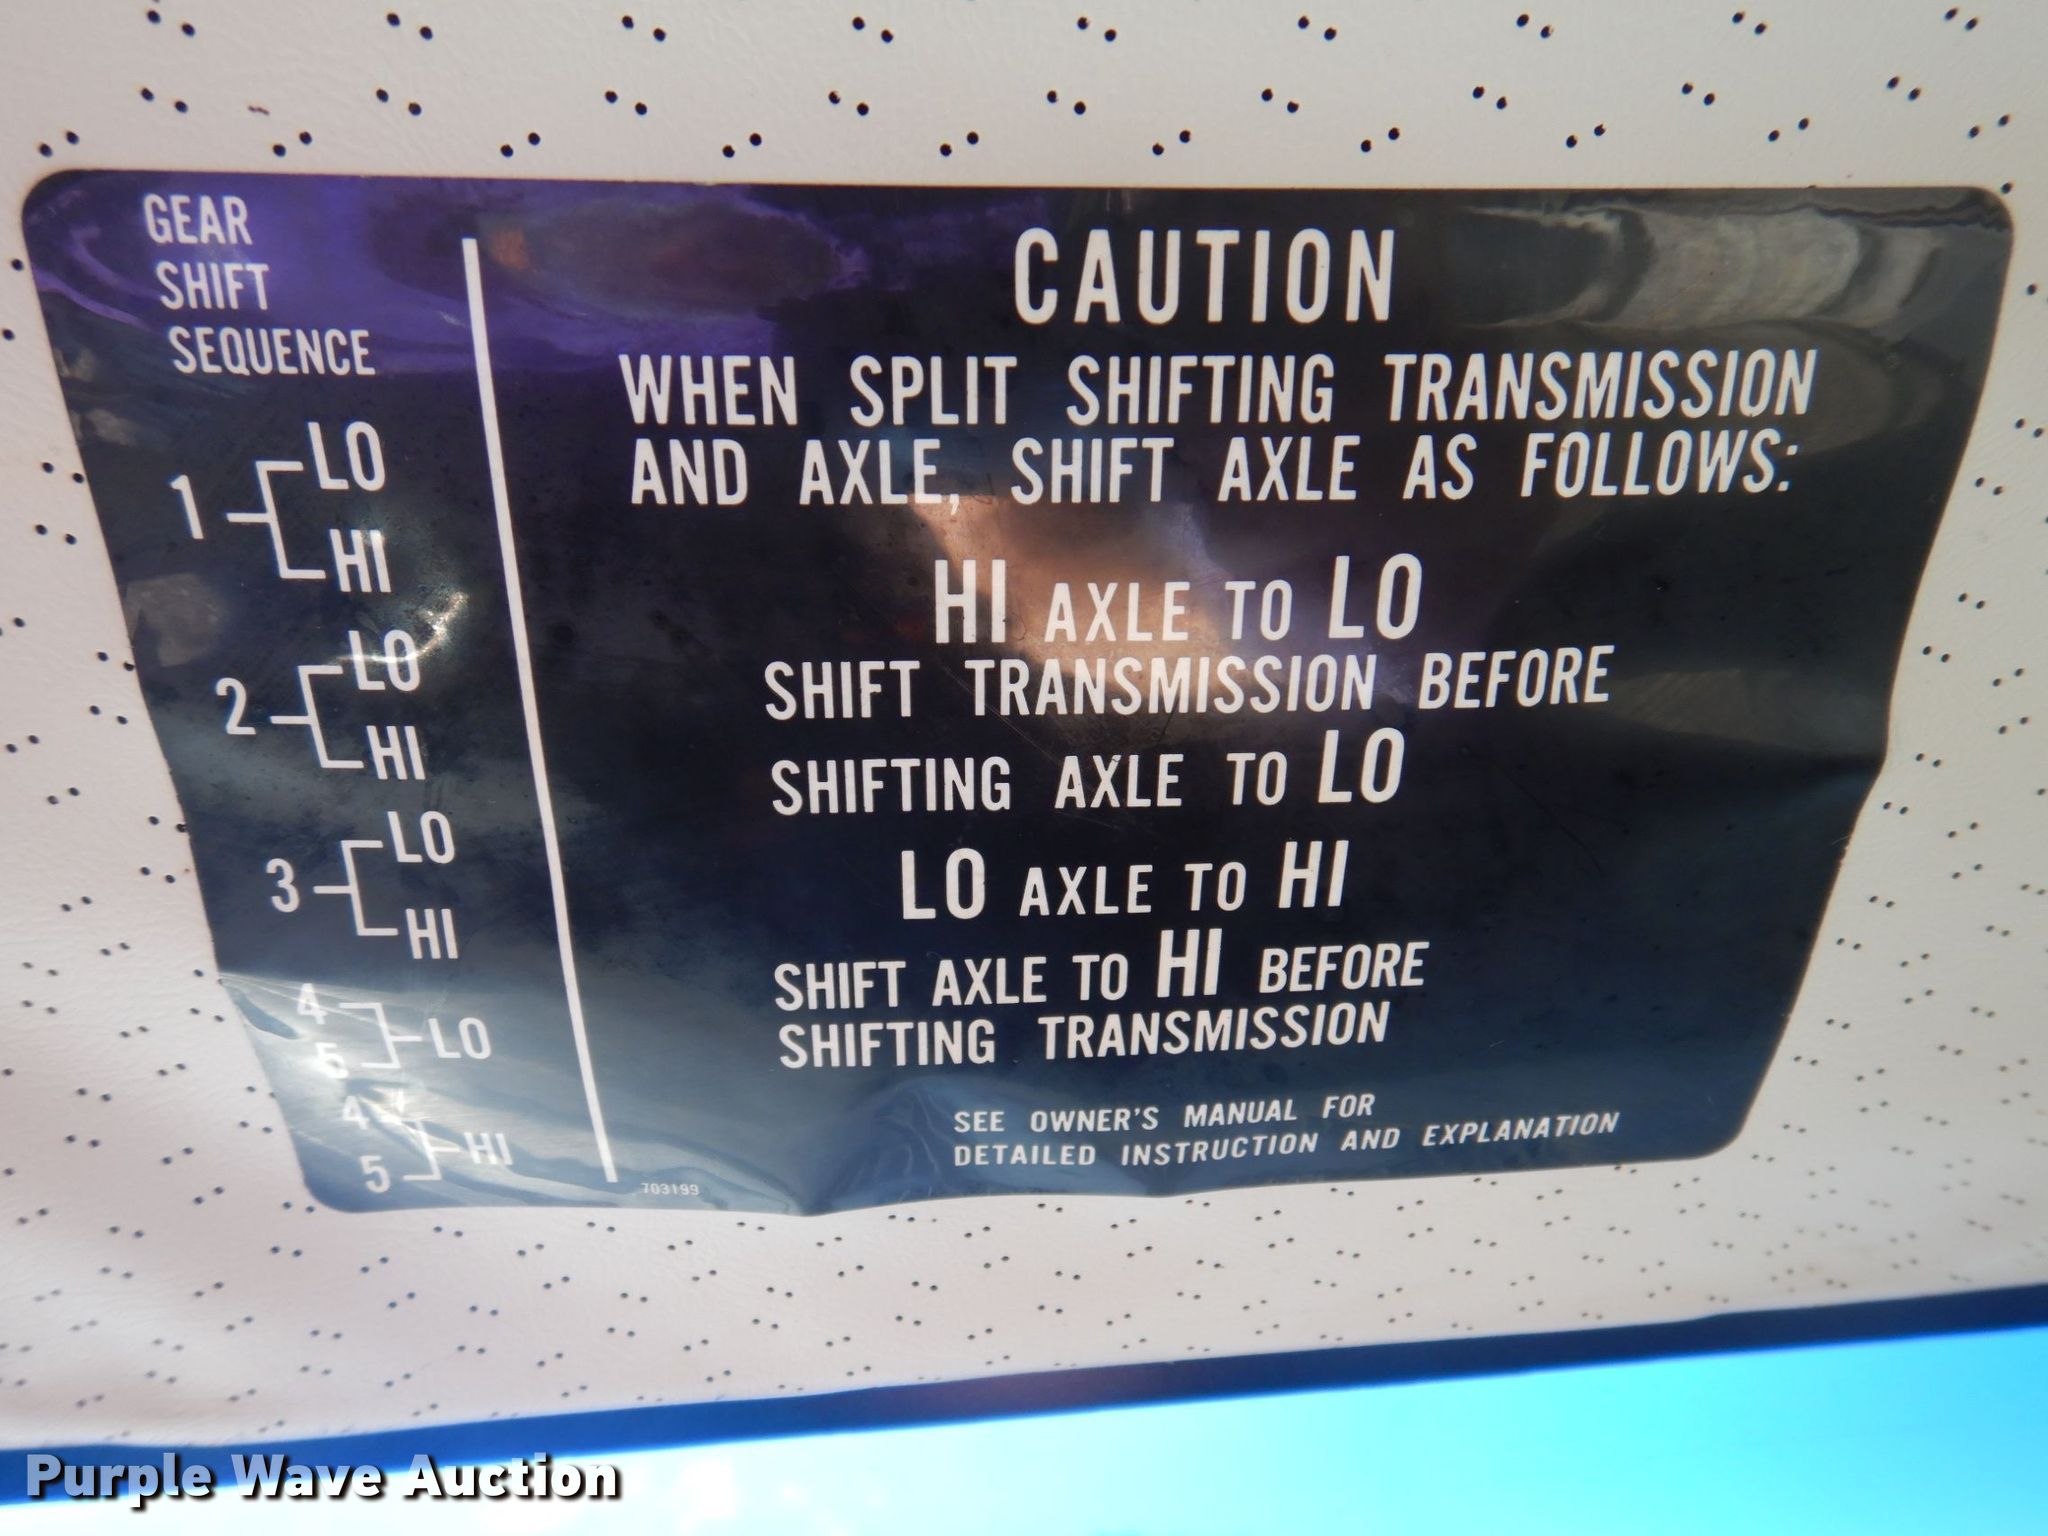 GEAR
SHIFT
SEQUENCE
1
LO
HI
2
LO
HI
3
LO
HI
4
5
LO
4
5
HI
CAUTION
WHEN SPLIT SHIFTING TRANSMISSION
AND AXLE, SHIFT AXLE AS FOLLOWS:
HI AXLE TO LO
SHIFT TRANSMISSION BEFORE
SHIFTING AXLE TO LO
LO AXLE TO HI
SHIFT AXLE TO HI BEFORE
SHIFTING TRANSMISSION
SEE OWNER'S MANUAL FOR
DETAILED INSTRUCTION AND EXPLANATION
703199
Purple Wave Auction